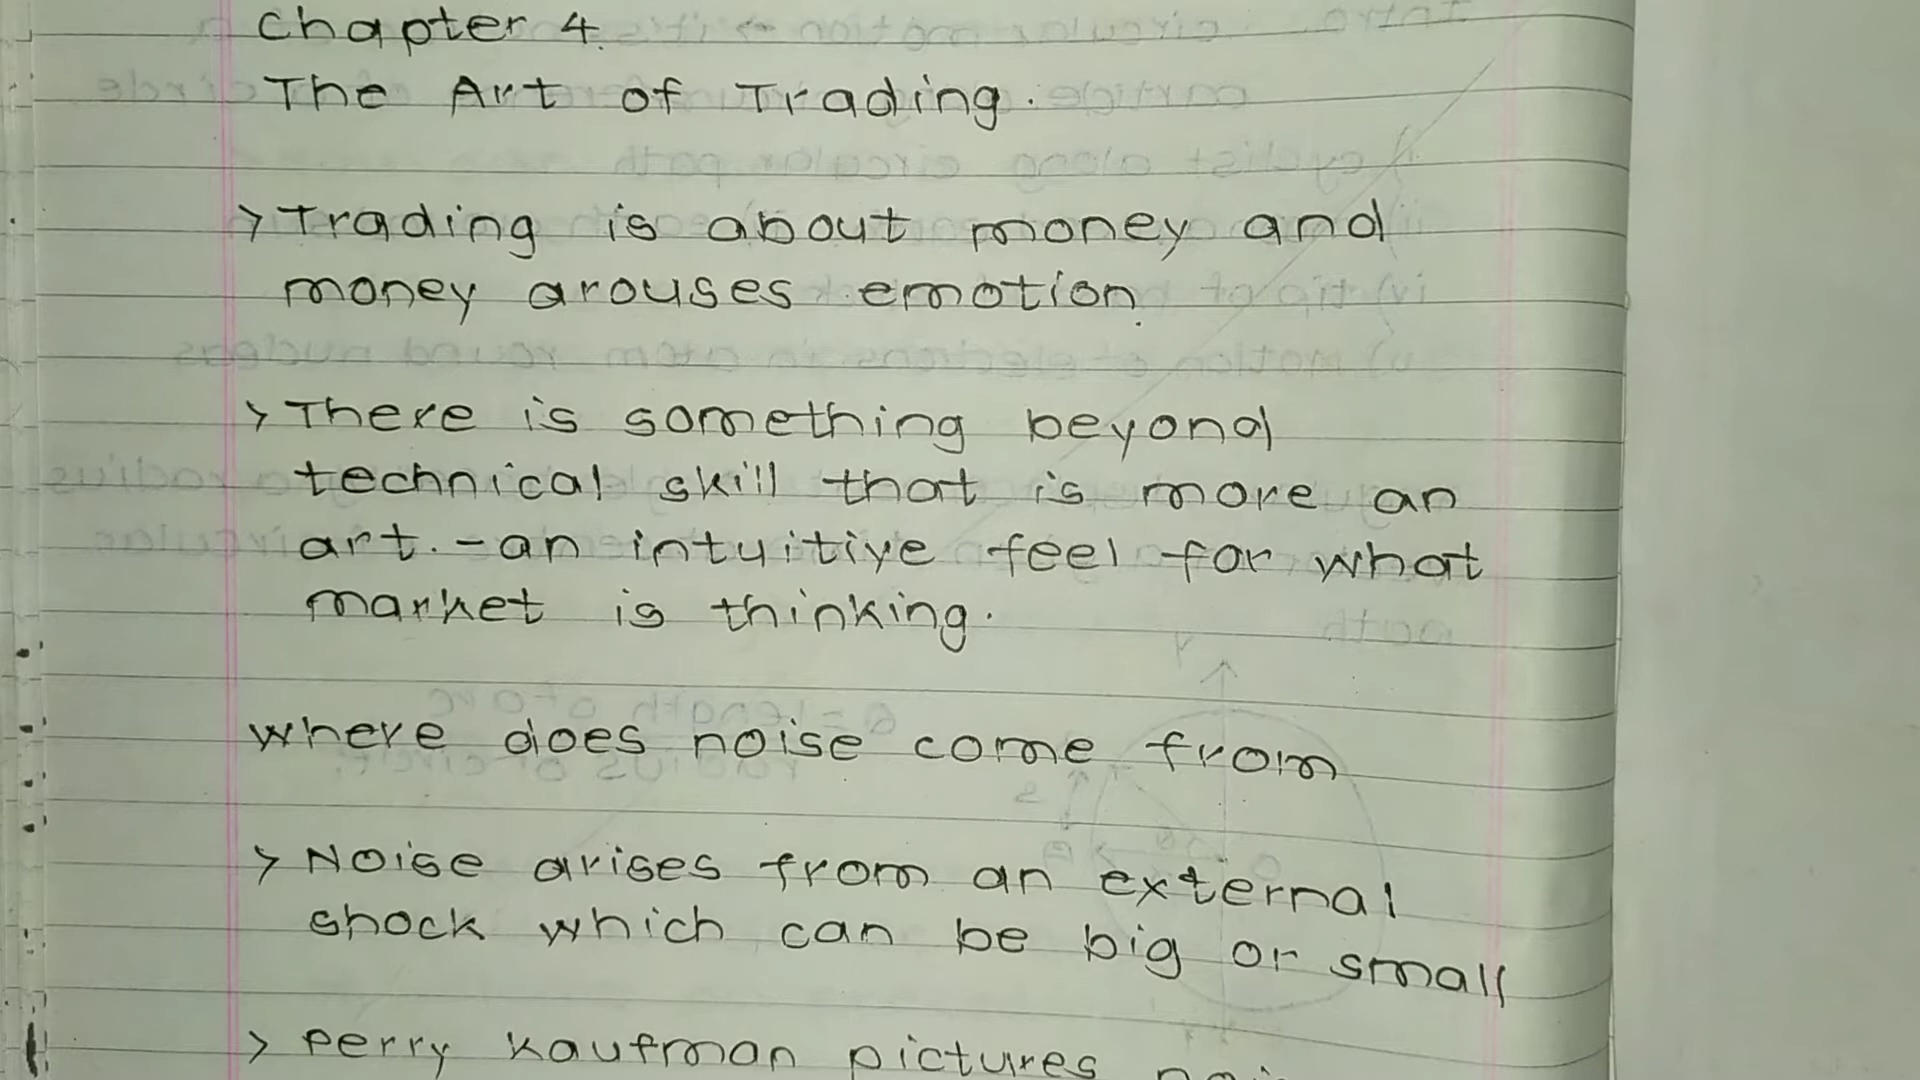 Chapter 4.
The Art of Trading.
> Trading is about money and
money arouses emotion.
> There is something beyond
technical skill that is more an
art. - an intuitive feel for what
market is thinking.
where does noise come from
> Noise arises from an external
shock which can be big or small
> Perry Kaufman pictures